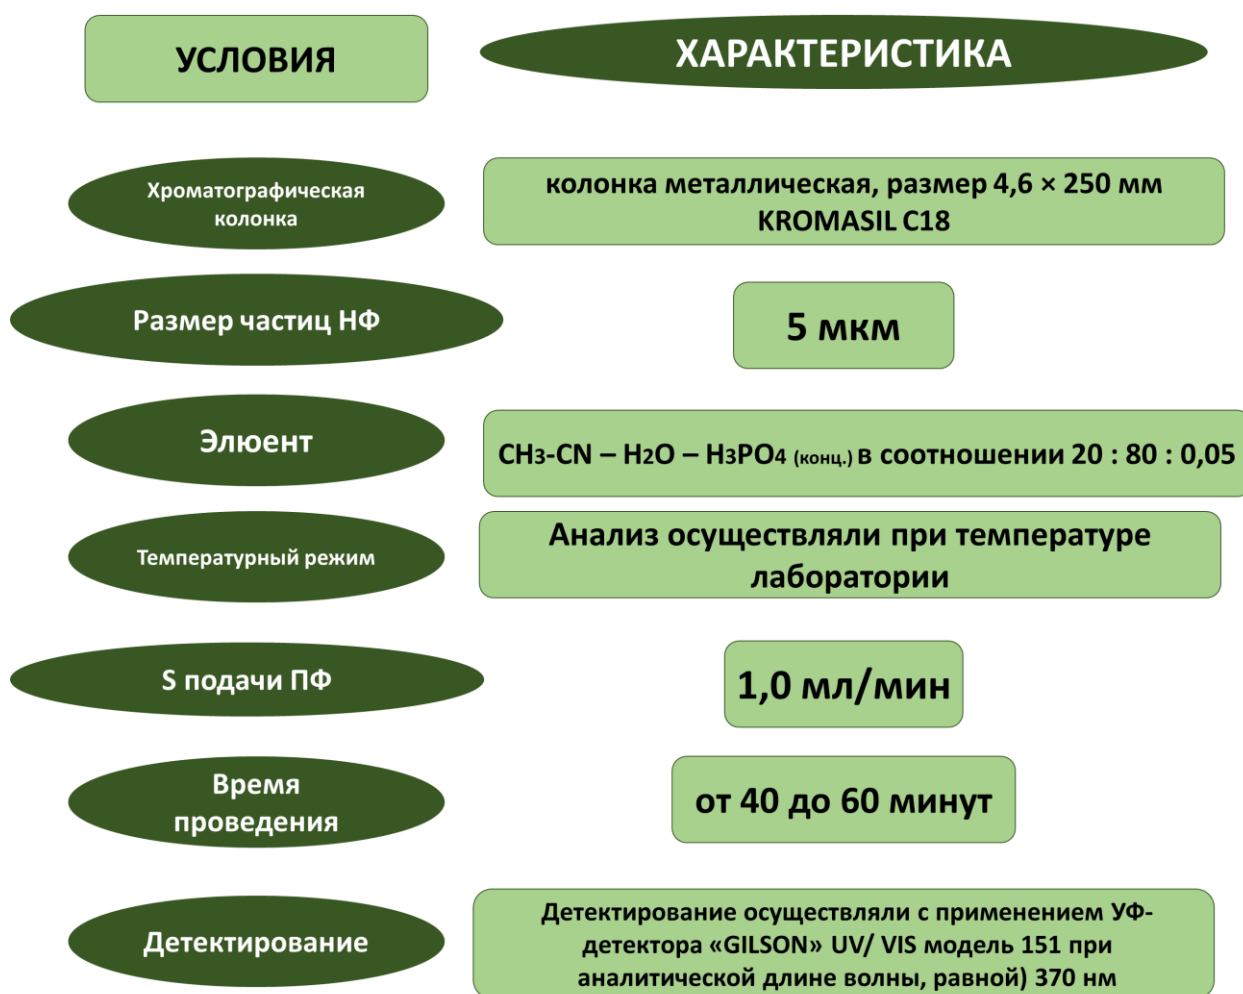 УСЛОВИЯ
ХАРАКТЕРИСТИКА
Хроматографическая
колонка
колонка металлическая, размер 4,6 × 250 мм
KROMASIL C18
Размер частиц НФ
5 мкм
Элюент
CH3-CN – H2O – H3PO4 (конц.) в соотношении 20 : 80 : 0,05
Температурный режим
Анализ осуществляли при температуре
лаборатории
S подачи ПФ
1,0 мл/мин
Время
проведения
от 40 до 60 минут
Детектирование
Детектирование осуществляли с применением УФ-
детектора «GILSON» UV/ VIS модель 151 при
аналитической длине волны, равной) 370 нм